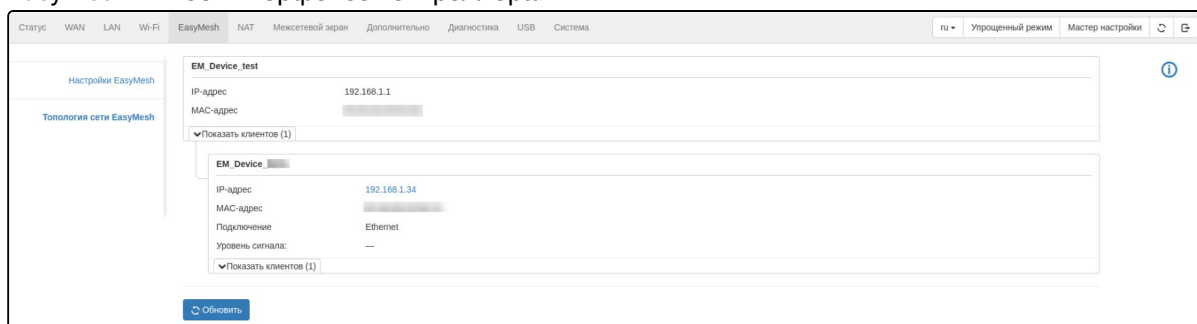 Статус WAN LAN Wi-Fi EasyMesh NAT Межсетевой экран Дополнительно Диагностика USB Система ru Упрощенный режим Мастер настройки
Настройки EasyMesh
Топология сети EasyMesh
EM_Device_test
IP-адрес 192.168.1.1
MAC-адрес
Показать клиентов (1)
EM_Device_
IP-адрес 192.168.1.34
MAC-адрес
Подключение Ethernet
Уровень сигнала: —
Показать клиентов (1)
Обновить